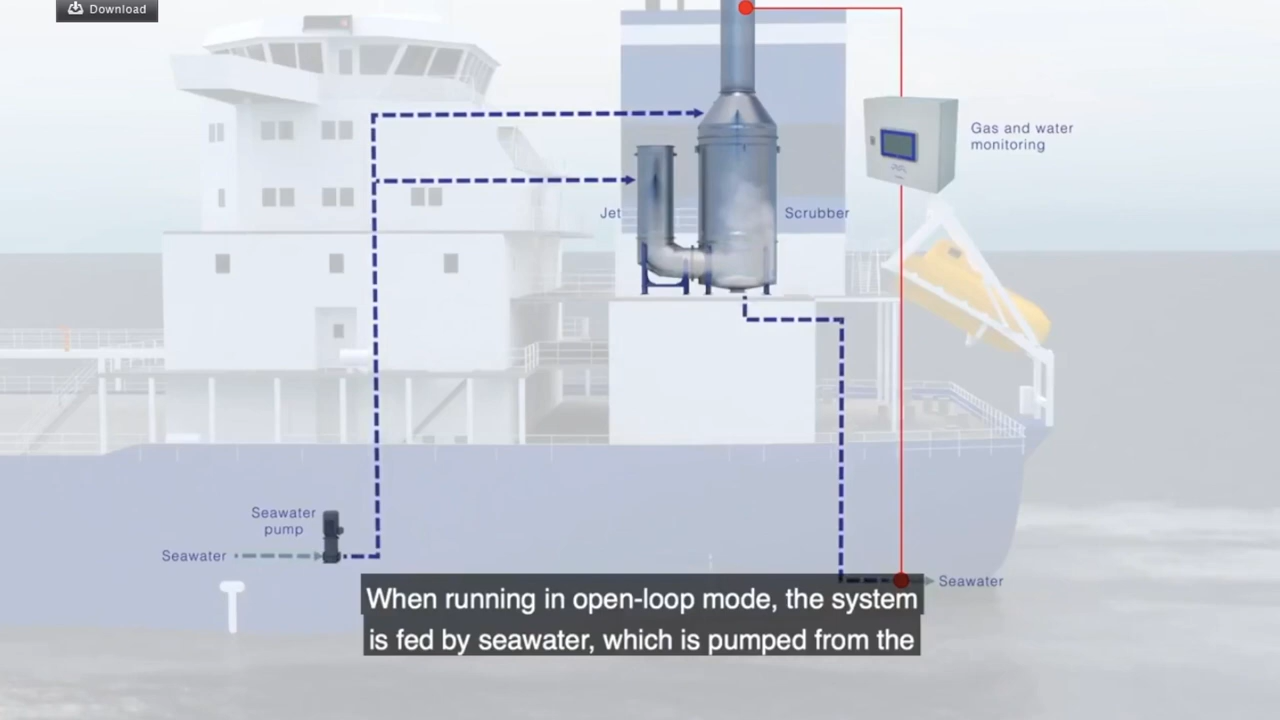 Download
Gas and water
monitoring
Jet
Scrubber
Seawater
pump
Seawater
Seawater
When running in open-loop mode, the system
is fed by seawater, which is pumped from the